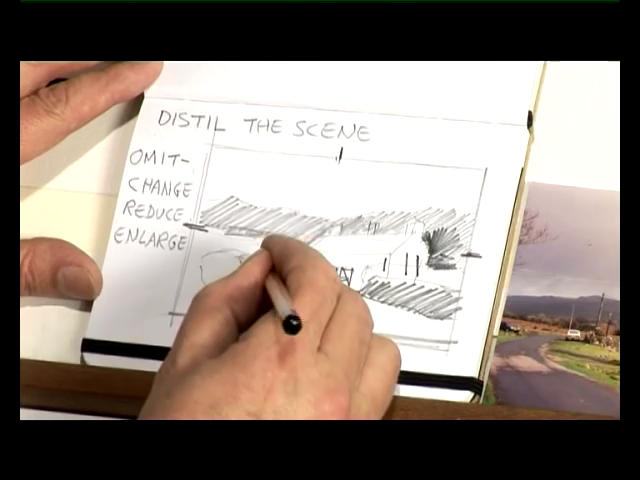 DISTIL THE SCENE
OMIT-
CHANGE
REDUCE
ENLARGE